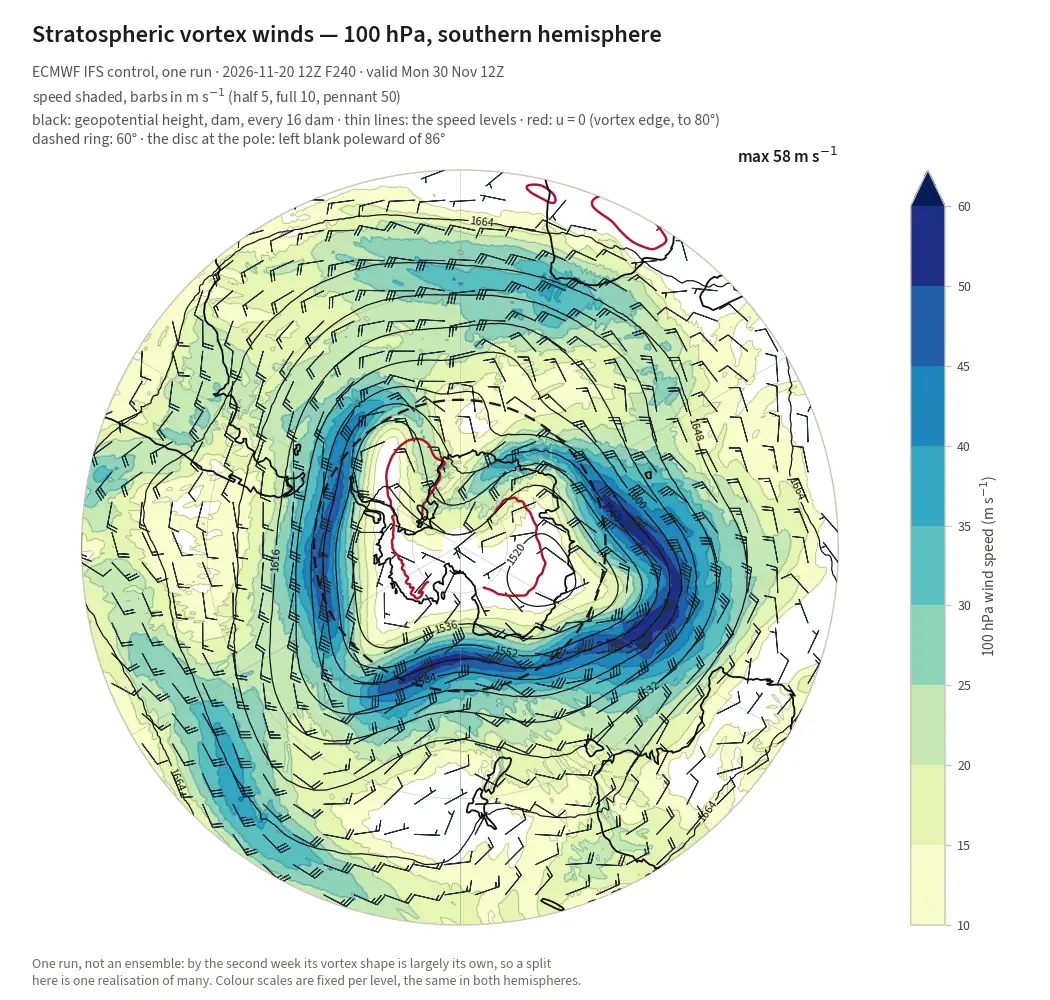 Stratospheric vortex winds — 100 hPa, southern hemisphere
ECMWF IFS control, one run · 2026-11-20 12Z F240 · valid Mon 30 Nov 12Z
speed shaded, barbs in m s⁻¹ (half 5, full 10, pennant 50)
black: geopotential height, dam, every 16 dam · thin lines: the speed levels · red: u = 0 (vortex edge, to 80°)
dashed ring: 60° · the disc at the pole: left blank poleward of 86°
max 58 m s⁻¹
60
50
45
40
35
30
25
20
15
10
100 hPa wind speed (m s⁻¹)
1664
1648
1664
1616
1520
1536
1552
1584
1664
1664
One run, not an ensemble: by the second week its vortex shape is largely its own, so a split
here is one realisation of many. Colour scales are fixed per level, the same in both hemispheres.